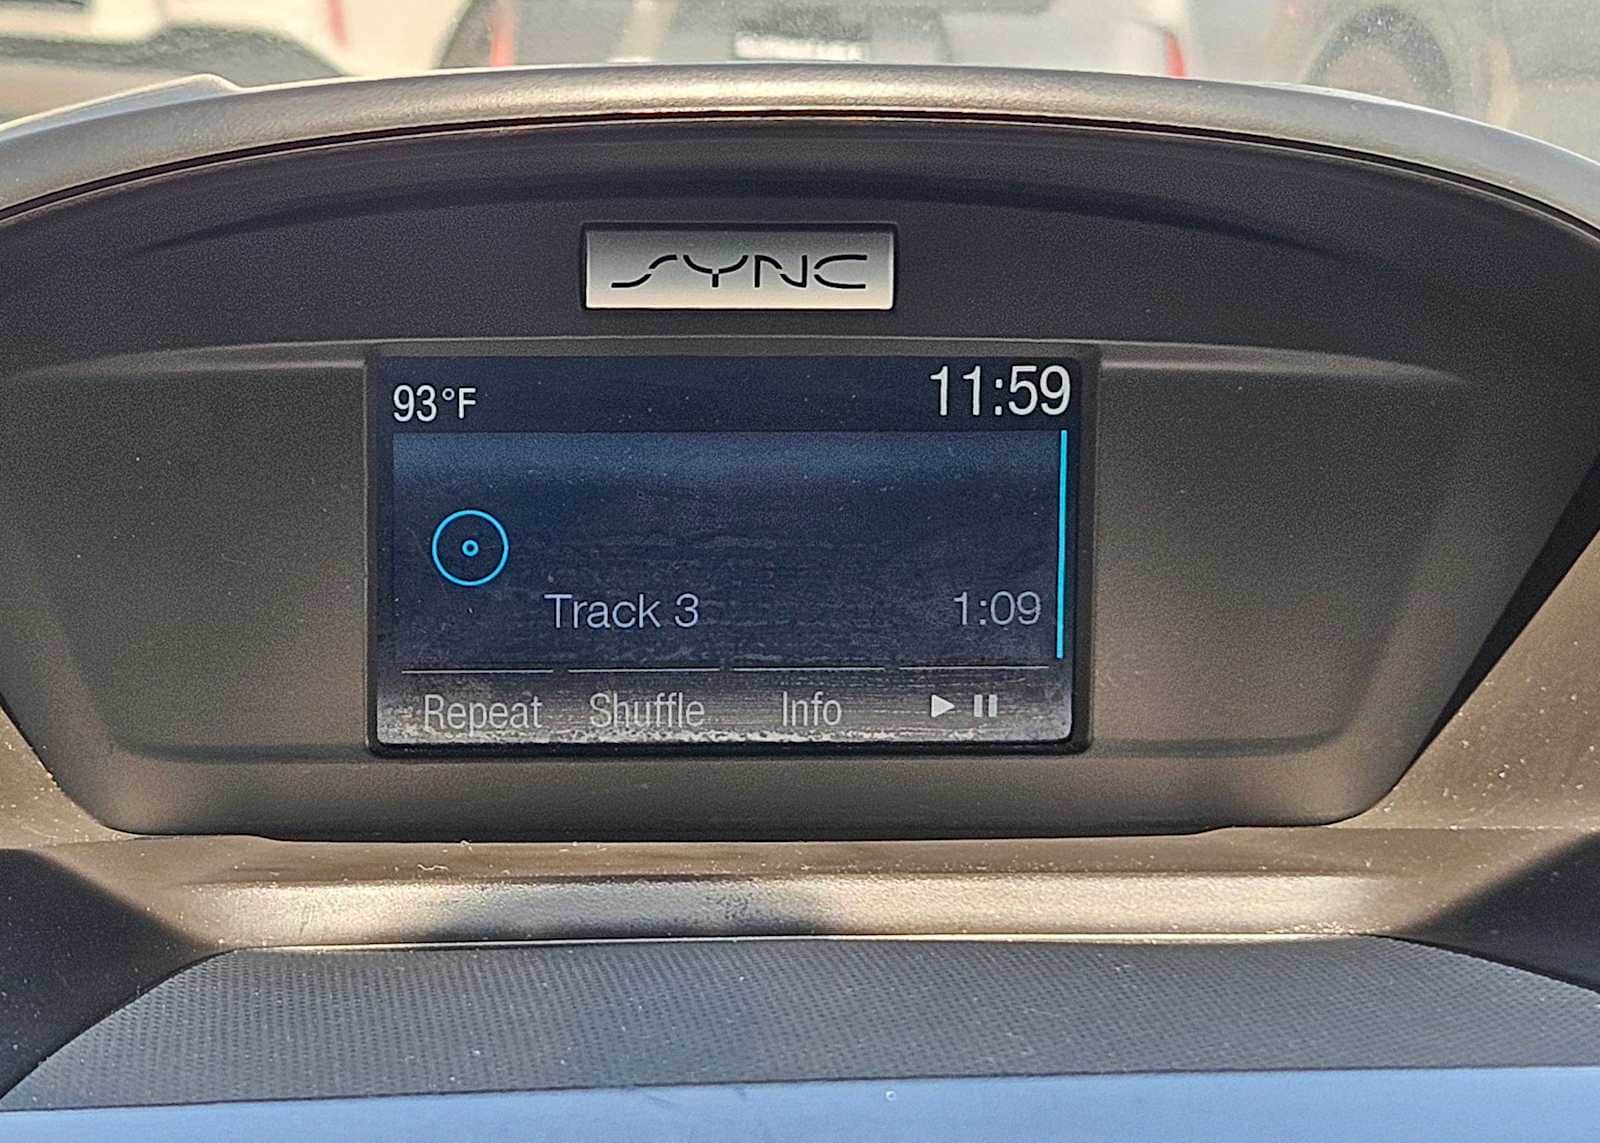 SYNC
93°F 11:59
Track 3 1:09
Repeat Shuffle Info